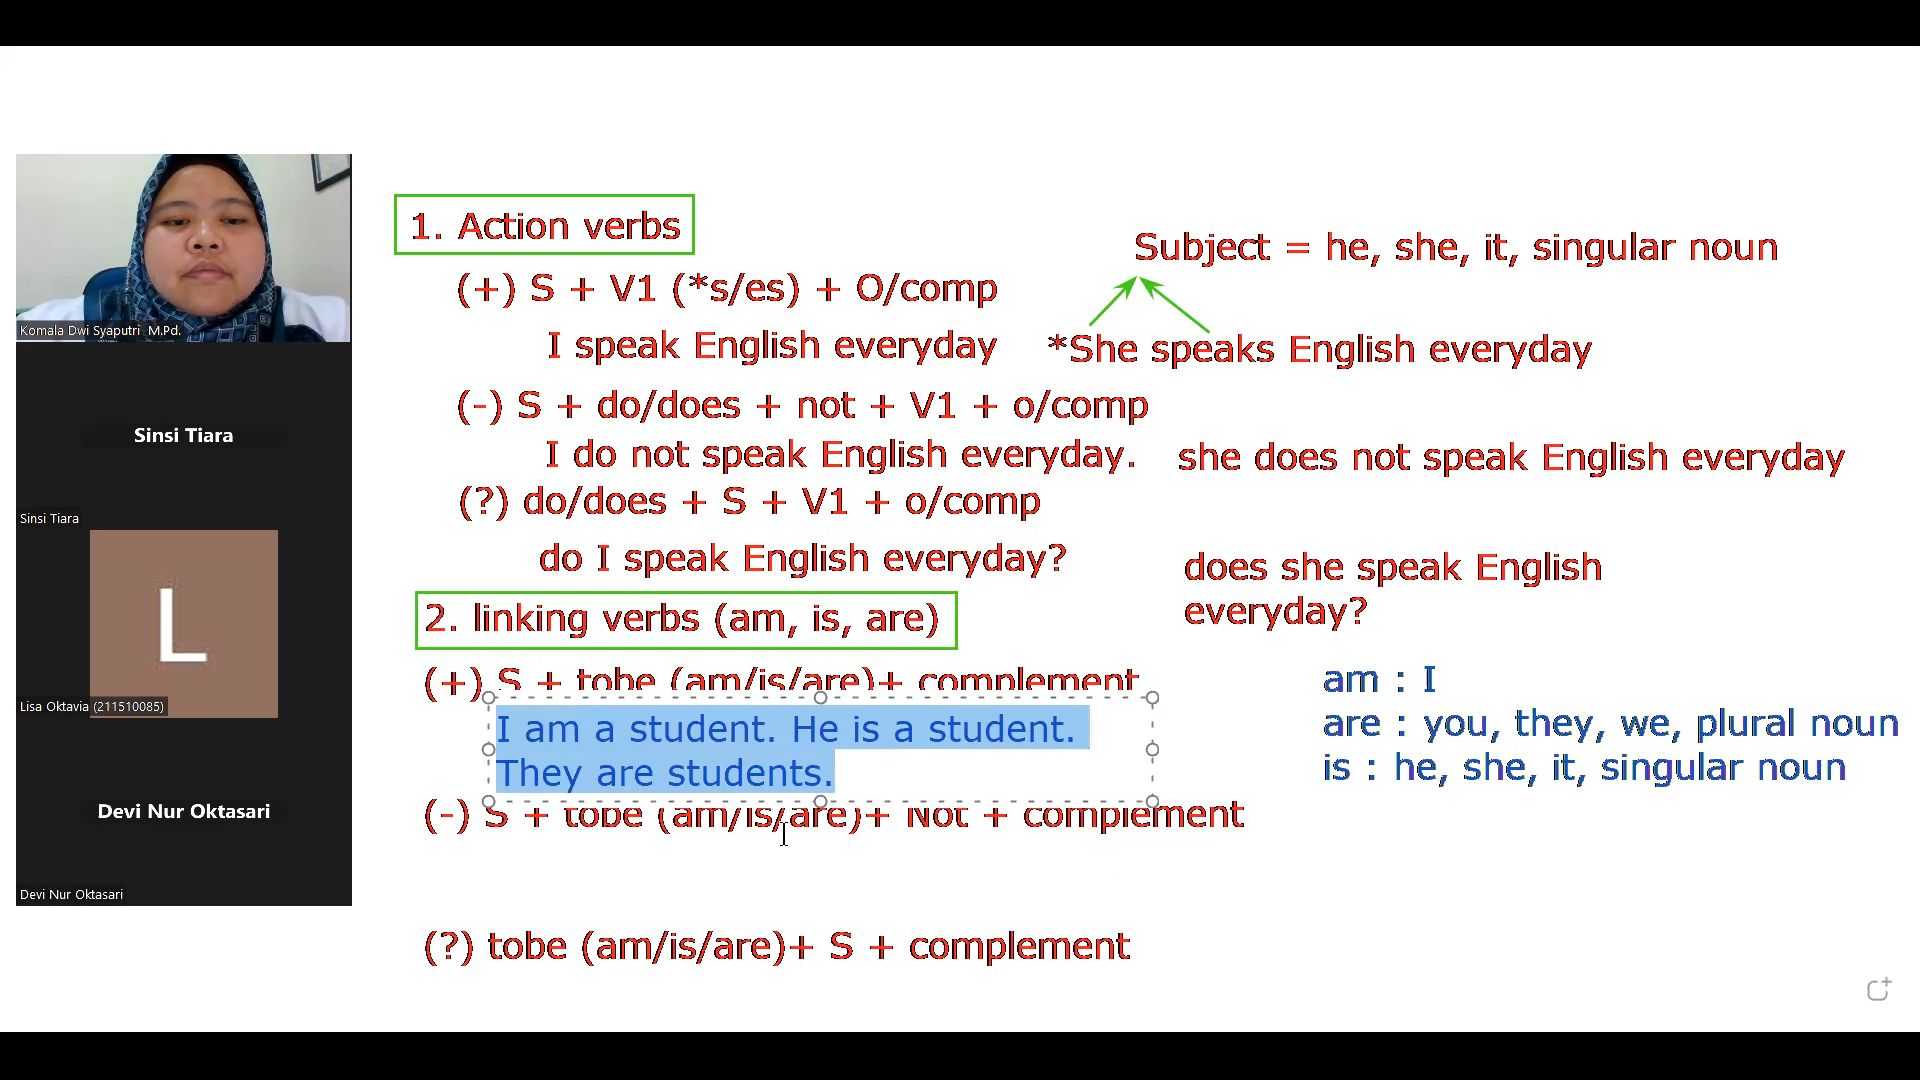 Komala Dwi Syaputri M.Pd.
Sinsi Tiara
Sinsi Tiara
L
Lisa Oktavia (211510085)
Devi Nur Oktasari
Devi Nur Oktasari
1. Action verbs
Subject = he, she, it, singular noun
(+) S + V1 (*s/es) + O/comp
I speak English everyday
*She speaks English everyday
(-) S + do/does + not + V1 + o/comp
I do not speak English everyday.
she does not speak English everyday
(?) do/does + S + V1 + o/comp
do I speak English everyday?
does she speak English
everyday?
2. linking verbs (am, is, are)
(+) S + tobe (am/is/are)+ complement
I am a student. He is a student.
They are students.
am : I
are : you, they, we, plural noun
is : he, she, it, singular noun
(-) S + tobe (am/is/are)+ Not + complement
(?) tobe (am/is/are)+ S + complement